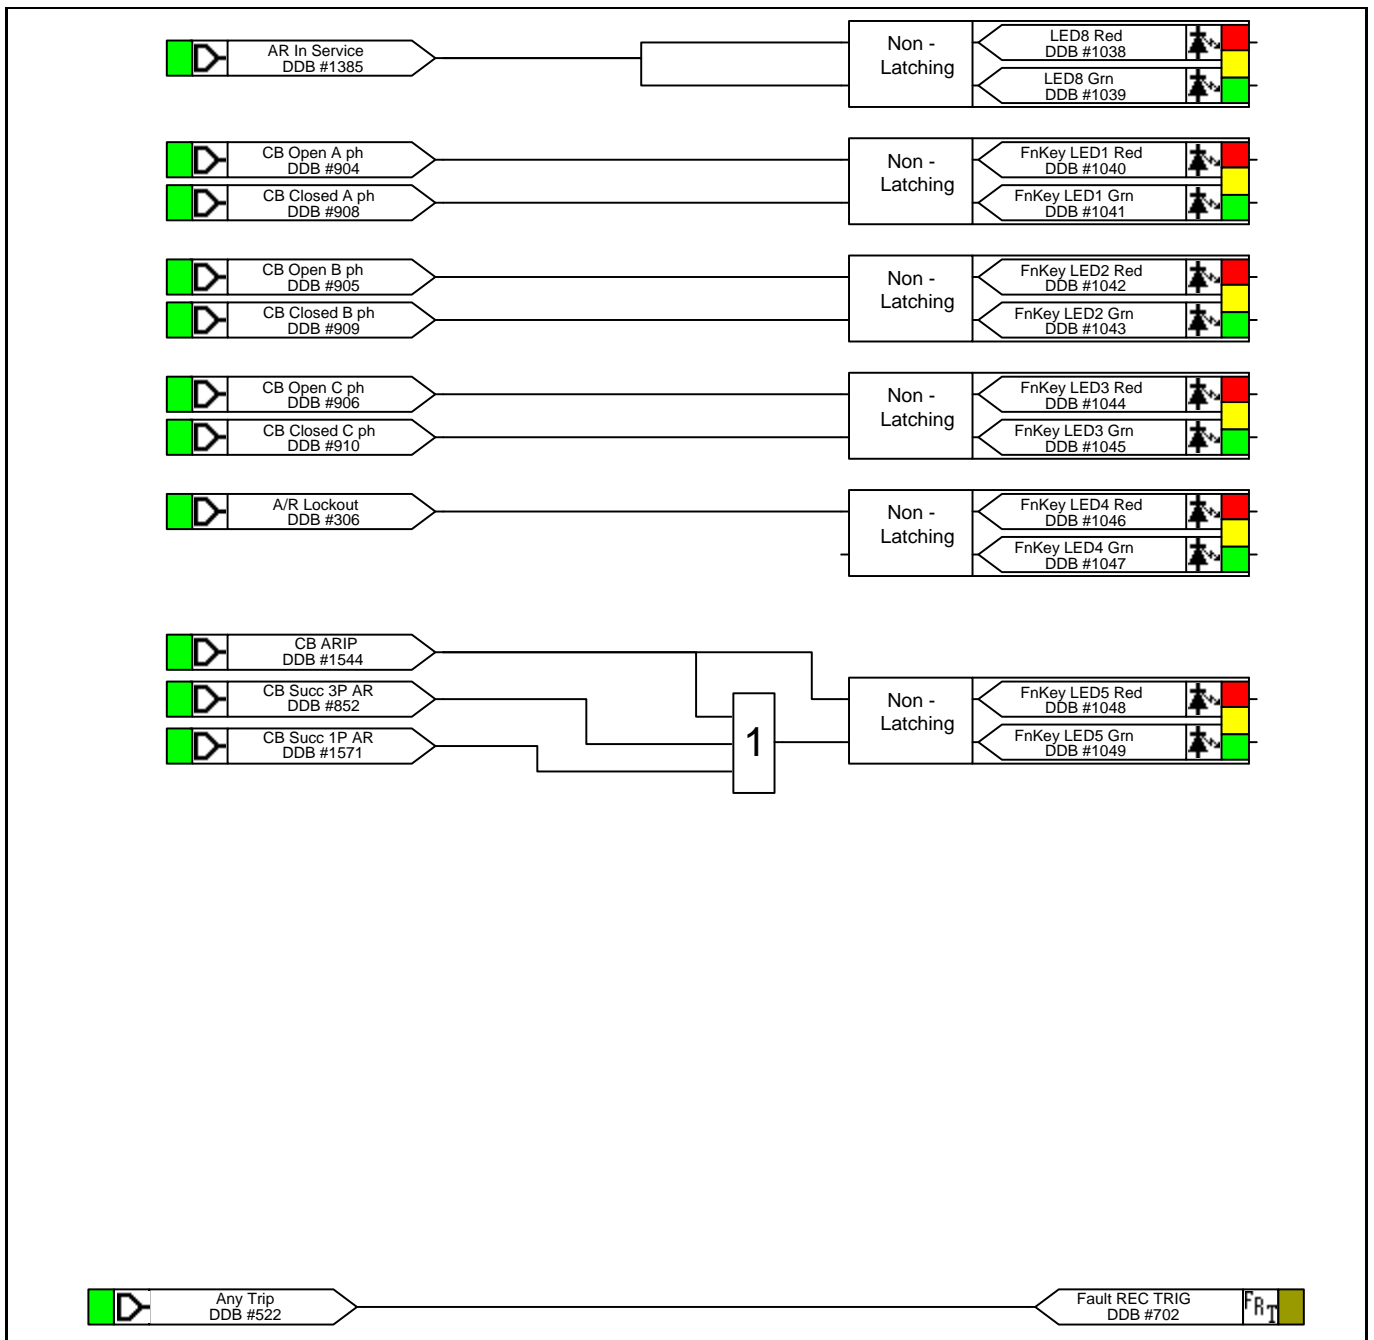 AR In Service
DDB #1385
Non -
Latching
LED8 Red
DDB #1038
LED8 Grn
DDB #1039
CB Open A ph
DDB #904
CB Closed A ph
DDB #908
Non -
Latching
FnKey LED1 Red
DDB #1040
FnKey LED1 Grn
DDB #1041
CB Open B ph
DDB #905
CB Closed B ph
DDB #909
Non -
Latching
FnKey LED2 Red
DDB #1042
FnKey LED2 Grn
DDB #1043
CB Open C ph
DDB #906
CB Closed C ph
DDB #910
Non -
Latching
FnKey LED3 Red
DDB #1044
FnKey LED3 Grn
DDB #1045
A/R Lockout
DDB #306
Non -
Latching
FnKey LED4 Red
DDB #1046
FnKey LED4 Grn
DDB #1047
CB ARIP
DDB #1544
CB Succ 3P AR
DDB #852
CB Succ 1P AR
DDB #1571
1
Non -
Latching
FnKey LED5 Red
DDB #1048
FnKey LED5 Grn
DDB #1049
Any Trip
DDB #522
Fault REC TRIG
DDB #702
FRT